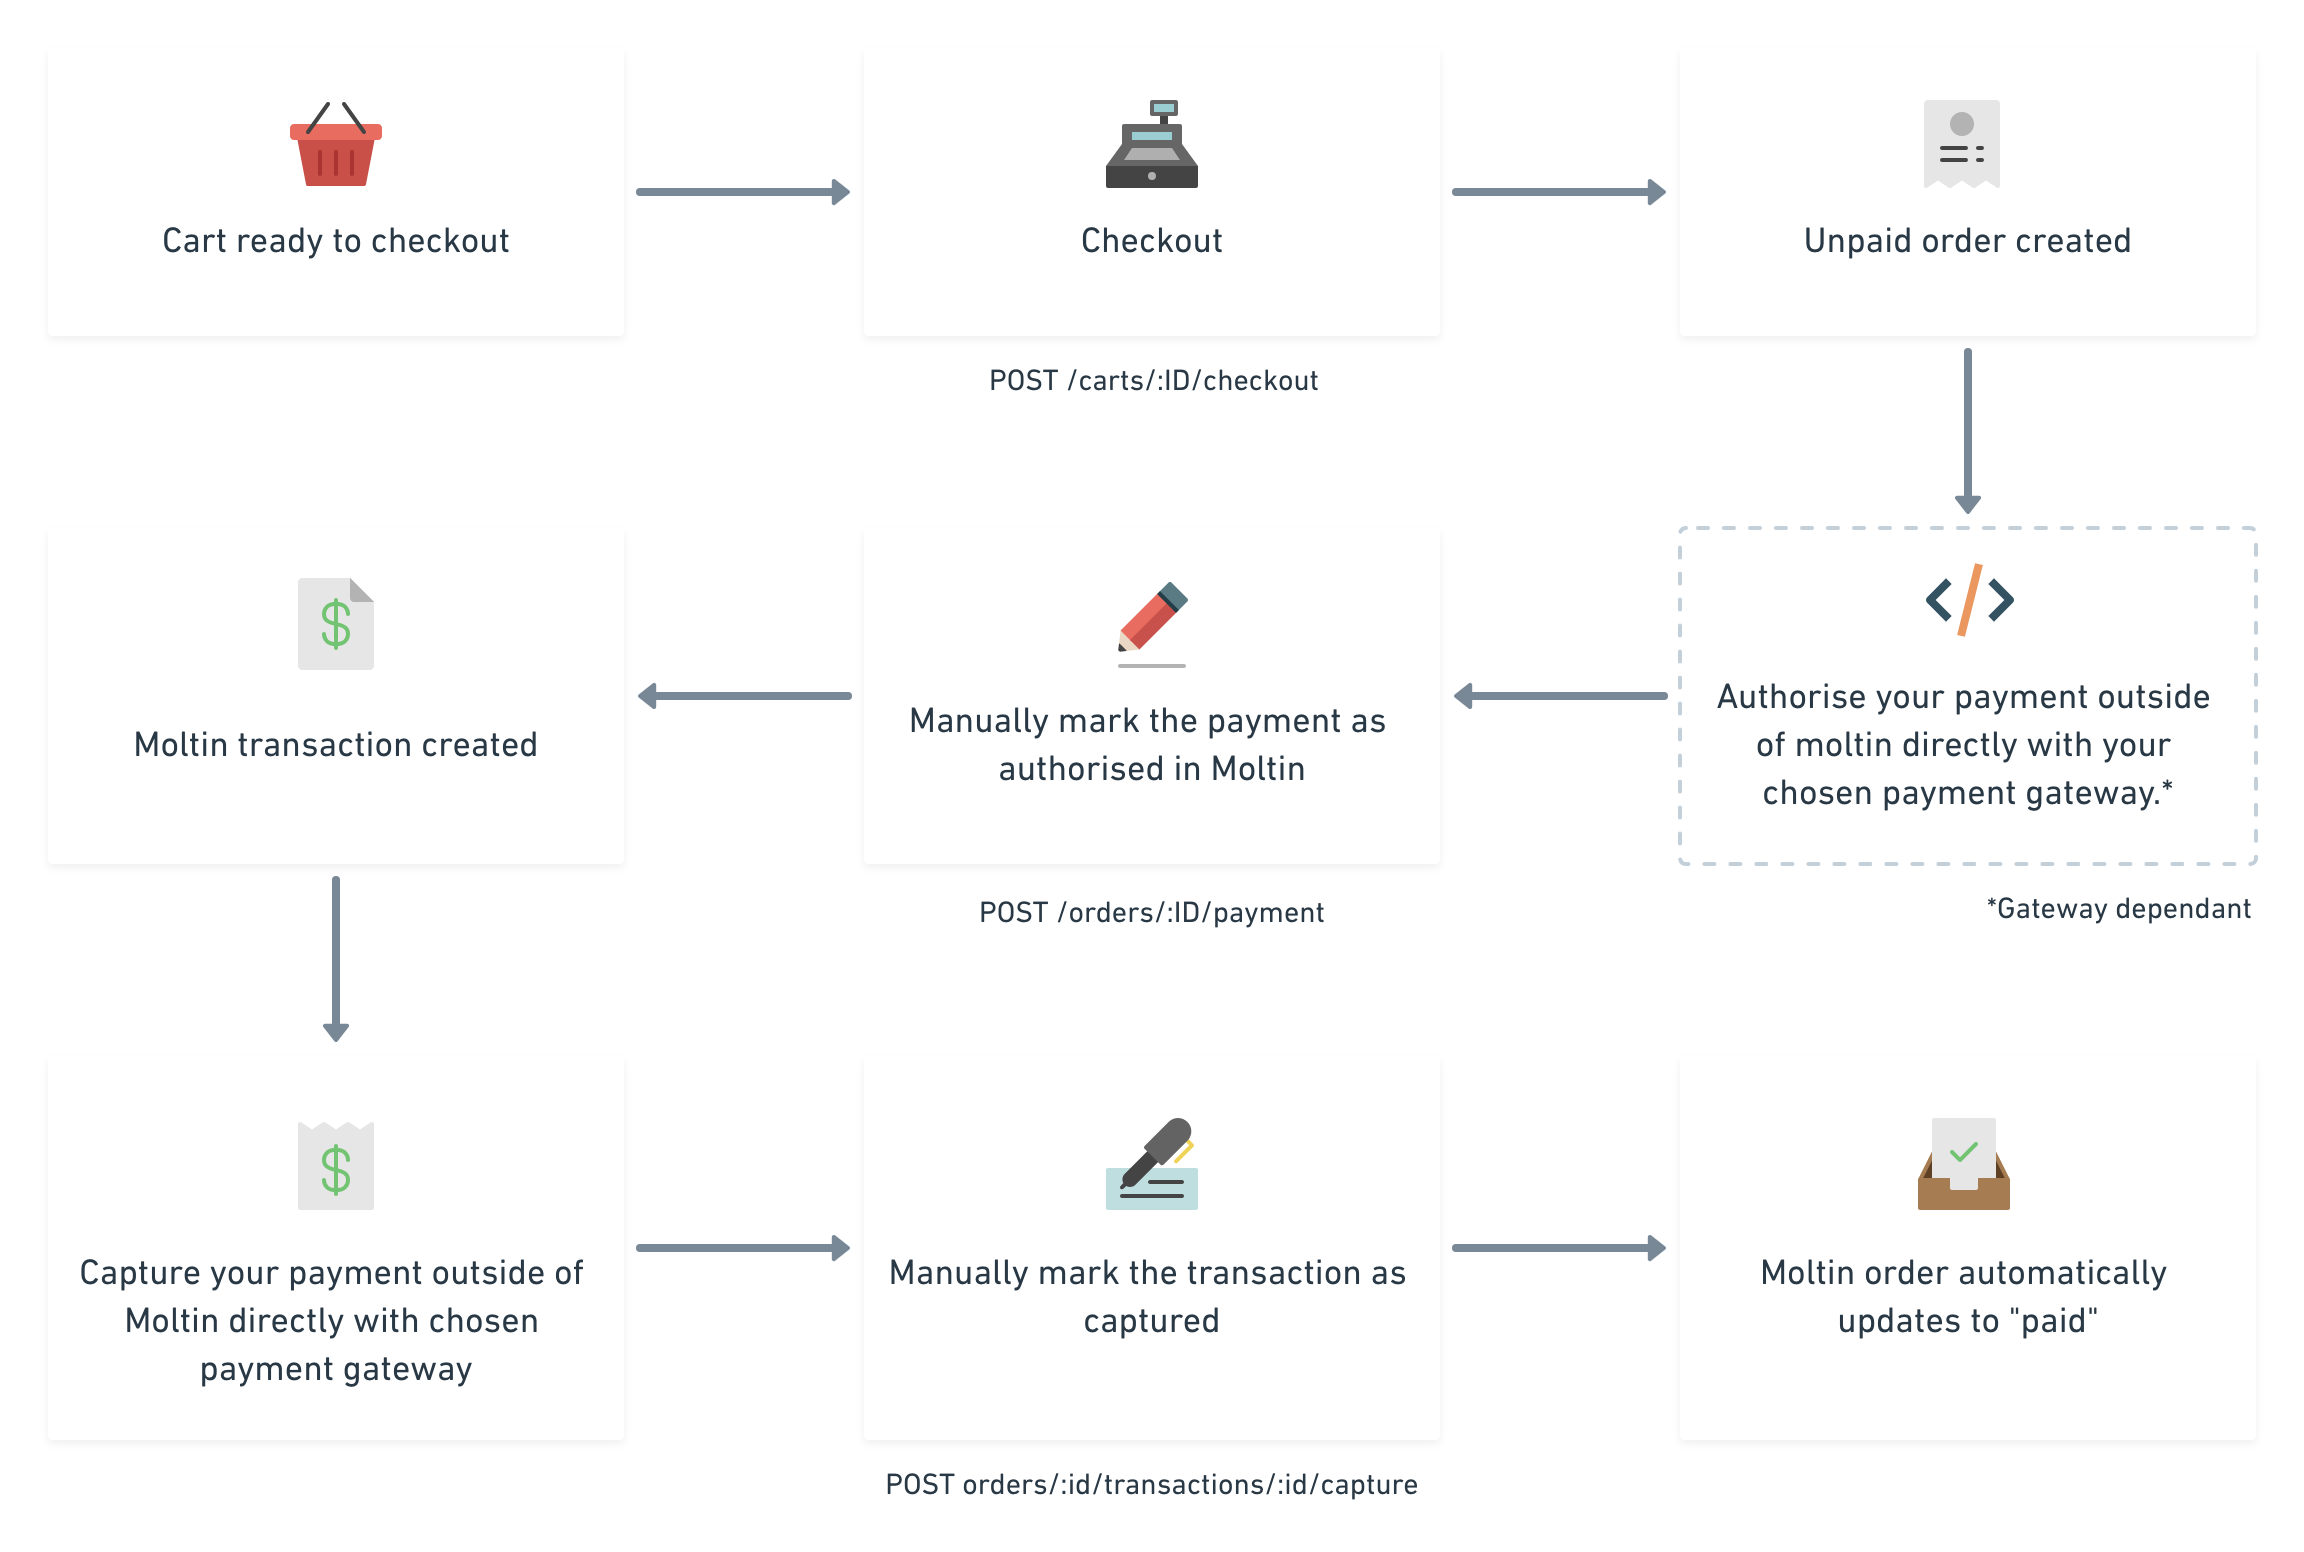 Cart ready to checkout
Checkout
Unpaid order created
POST /carts/:ID/checkout
Authorise your payment outside
of moltin directly with your
chosen payment gateway.*
*Gateway dependant
Manually mark the payment as
authorised in Moltin
POST /orders/:ID/payment
Moltin transaction created
Capture your payment outside of
Moltin directly with chosen
payment gateway
Manually mark the transaction as
captured
POST orders/:id/transactions/:id/capture
Moltin order automatically
updates to "paid"